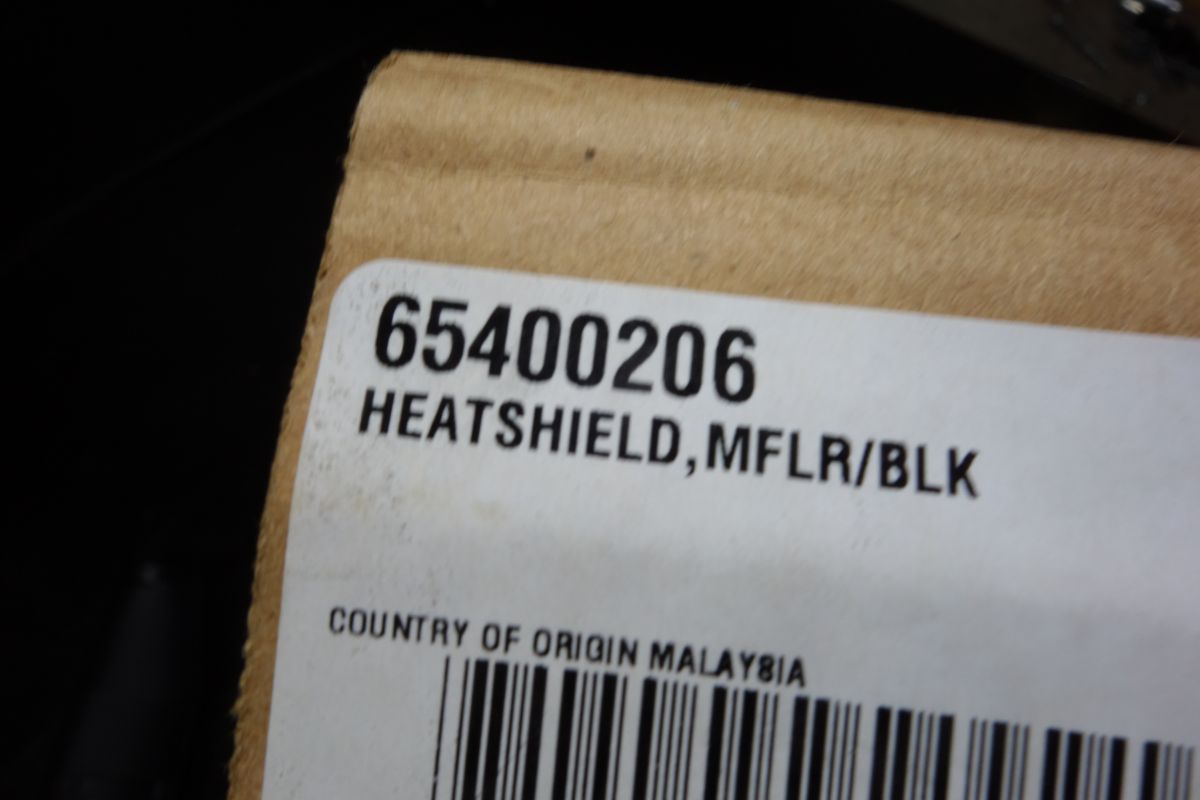 65400206
HEATSHIELD,MFLR/BLK
COUNTRY OF ORIGIN MALAYSIA